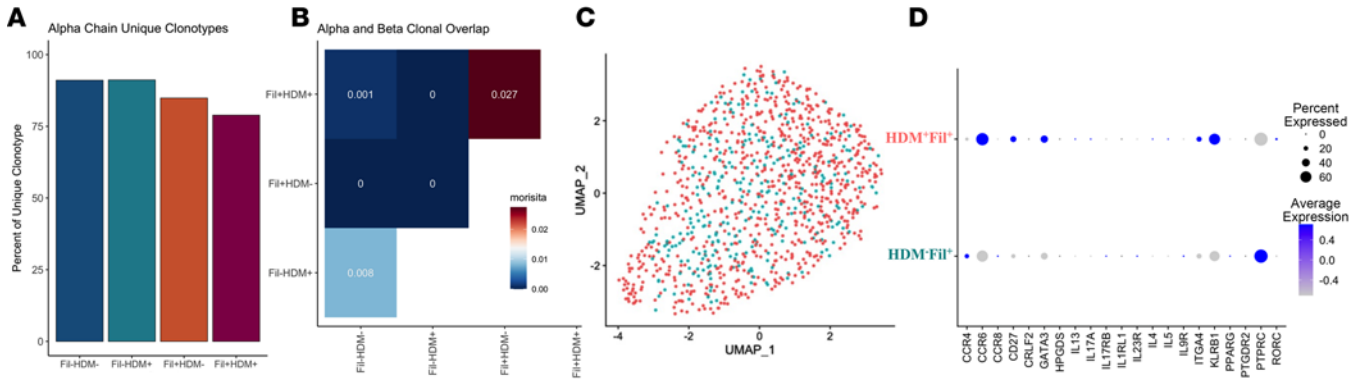 A
Alpha Chain Unique Clonotypes
Percent of Unique Clonotype
100
75
50
25
0
Fil-HDM-
Fil-HDM+
Fil+HDM-
Fil+HDM+
B
Alpha and Beta Clonal Overlap
Fil+HDM+
Fil+HDM-
Fil-HDM+
0.001
0
0.027
0
0
0.008
morisita
0.02
0.01
0.00
Fil-HDM-
Fil-HDM+
Fil+HDM-
Fil+HDM+
C
UMAP_2
2
0
-2
-4
-2
0
2
UMAP_1
D
HDM⁺Fil⁺
HDM⁻Fil⁺
Percent
Expressed
0
20
40
60
Average
Expression
0.4
0.0
-0.4
CCR4
CCR6
CCR8
CD27
CRLF2
GATA3
HPGDS
IL13
IL17A
IL17RB
IL1RL1
IL23R
IL4
IL5
IL9R
ITGA4
KLRB1
PPARG
PTGDR2
PTPRC
RORC